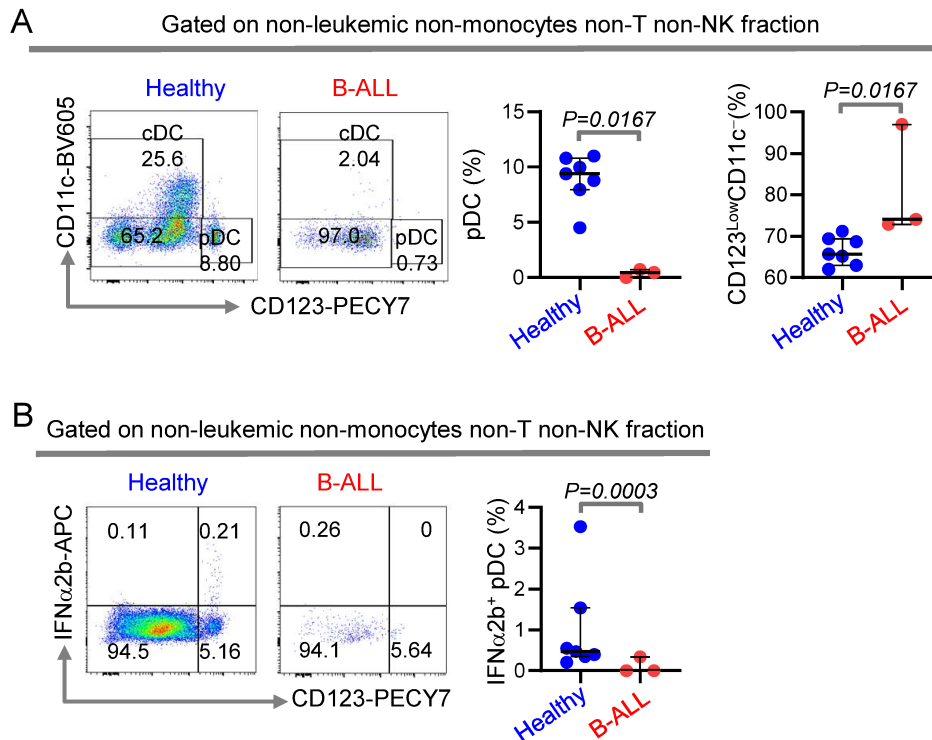 A
Gated on non-leukemic non-monocytes non-T non-NK fraction
Healthy
B-ALL
CD11c-BV605
cDC
25.6
65.2
pDC
8.80
cDC
2.04
97.0
pDC
0.73
CD123-PECY7
pDC (%)
15
10
5
0
P=0.0167
Healthy
B-ALL
CD123LowCD11c⁻(%)
100
90
80
70
60
P=0.0167
Healthy
B-ALL
B
Gated on non-leukemic non-monocytes non-T non-NK fraction
Healthy
B-ALL
IFNα2b-APC
0.11
0.21
94.5
5.16
0.26
0
94.1
5.64
CD123-PECY7
IFNα2b⁺ pDC (%)
4
3
2
1
0
P=0.0003
Healthy
B-ALL